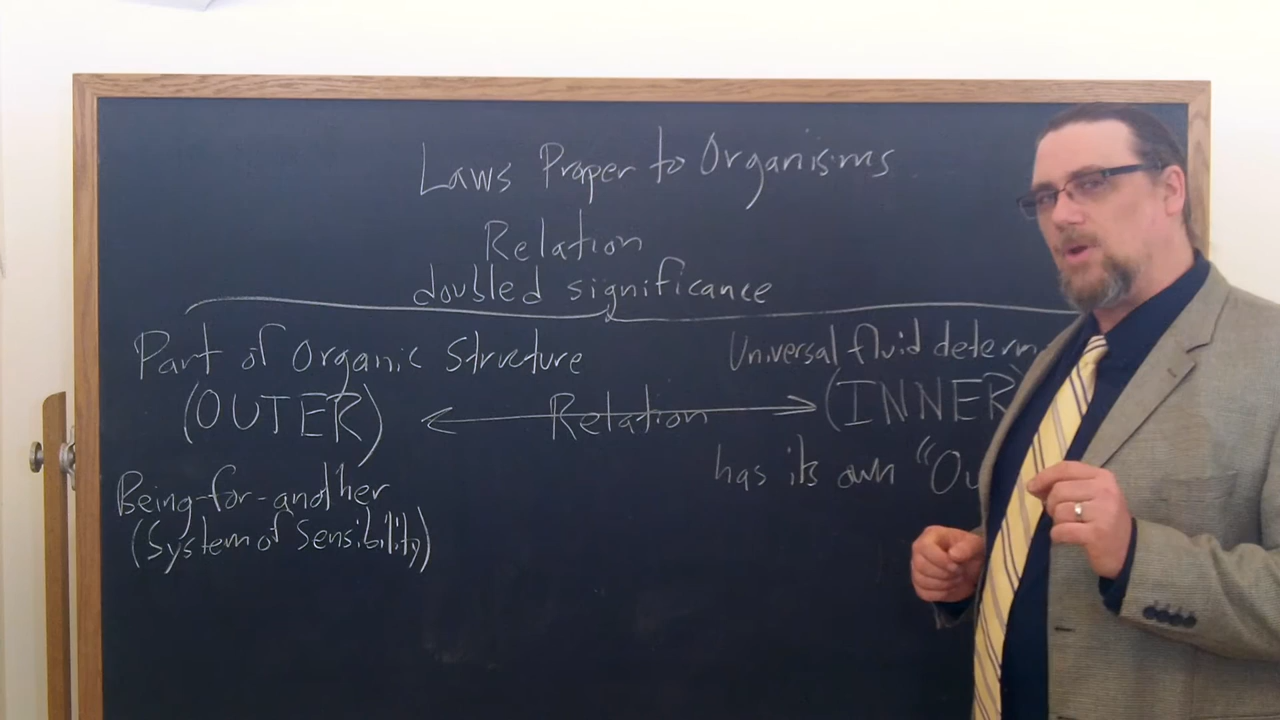 Laws Proper to Organisms
Relation
doubled significance
Part of Organic Structure
Universal fluid
(OUTER)
Relation
(INNER
has its own
Being-for-another
(System of Sensibility)